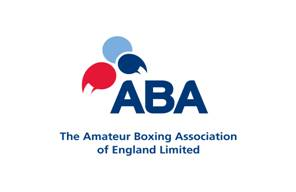 ABA
The Amateur Boxing Association
of England Limited